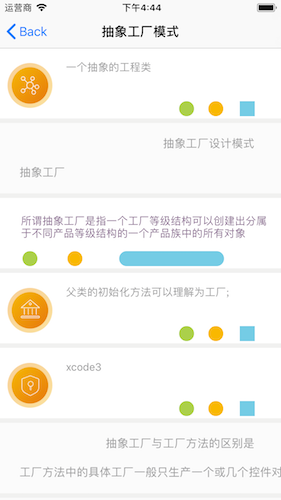 运营商
下午4:44
Back
抽象工厂模式
一个抽象的工程类
抽象工厂设计模式
抽象工厂
所谓抽象工厂是指一个工厂等级结构可以创建出分属
于不同产品等级结构的一个产品族中的所有对象
父类的初始化方法可以理解为工厂;
xcode3
抽象工厂与工厂方法的区别是
工厂方法中的具体工厂一般只生产一个或几个控件对